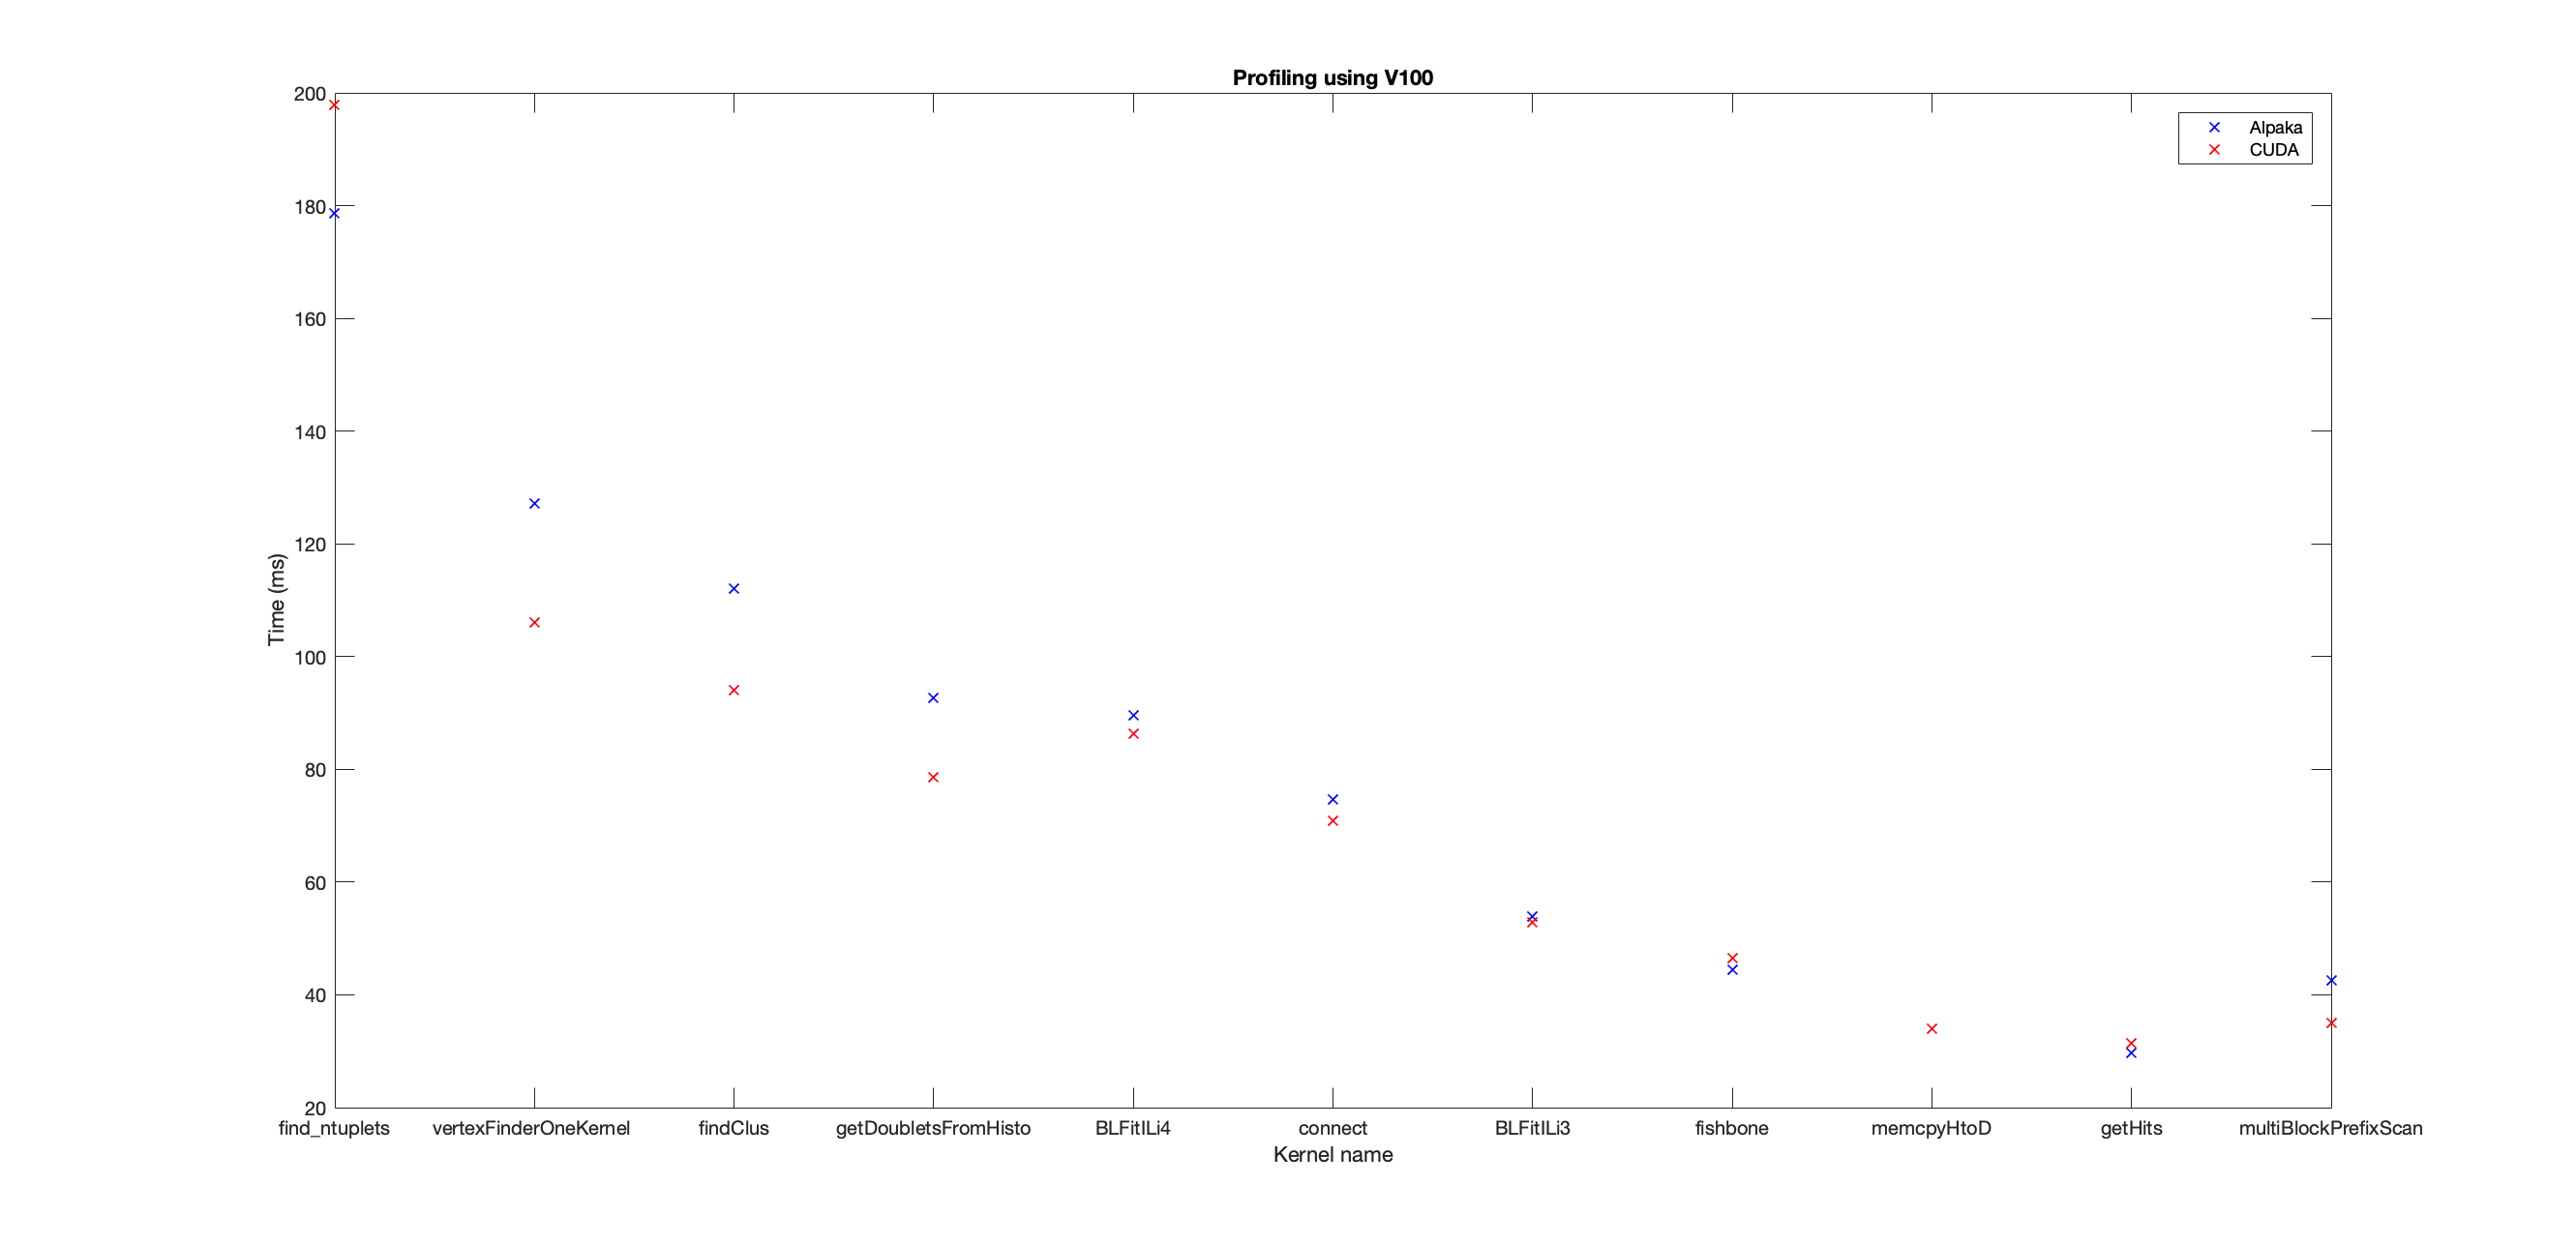 Profiling using V100
Alpaka
CUDA
200
180
160
140
120
100
80
60
40
20
Time (ms)
find_ntuplets vertexFinderOneKernel findClus getDoubletsFromHisto BLFitILi4 connect BLFitILi3 fishbone memcpyHtoD getHits multiBlockPrefixScan
Kernel name